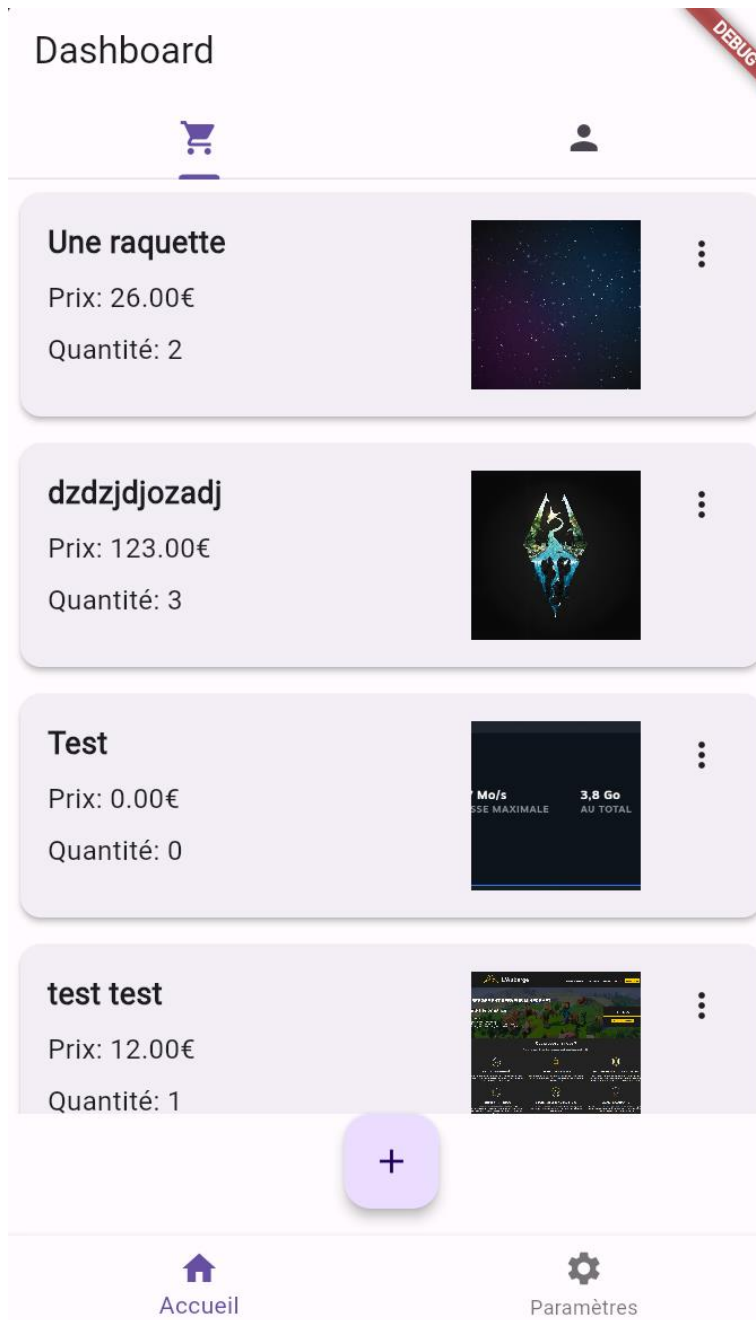 Dashboard
DEBUG
Une raquette
Prix: 26.00€
Quantité: 2
dzdzjdjozadj
Prix: 123.00€
Quantité: 3
Test
Prix: 0.00€
Quantité: 0
Mo/s
SSE MAXIMALE
3,8 Go
AU TOTAL
test test
Prix: 12.00€
Quantité: 1
L'Auberge
+
Accueil
Paramètres